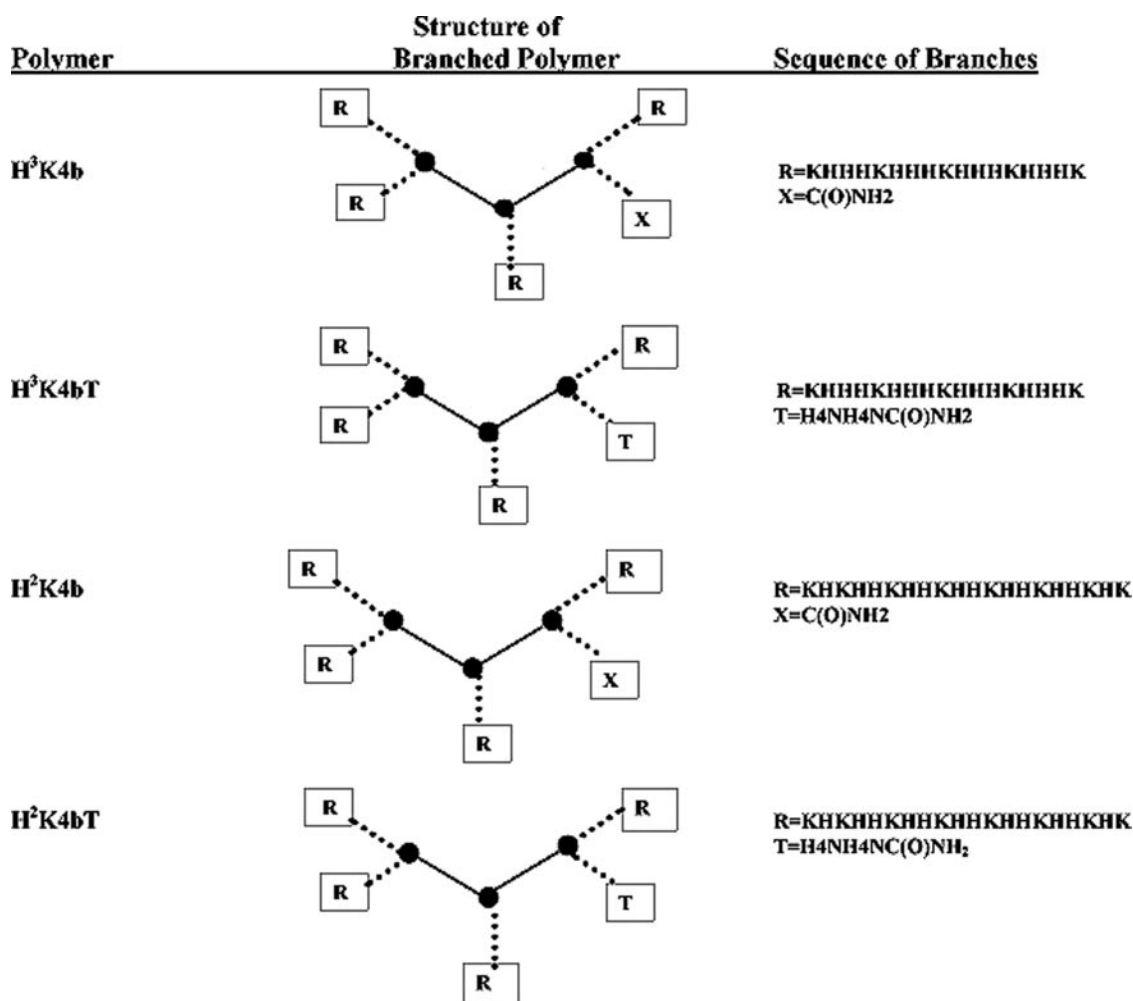 Structure of
Polymer Branched Polymer Sequence of Branches
R R
H³K4b
R=KHHHKHHHKHHHKHHHK
R X
X=C(O)NH2
R
R R
H³K4bT
R=KHHHKHHHKHHHKHHHK
R T
T=H4NH4NC(O)NH2
R
R R
H²K4b
R=KHKHHKHHKHHKHHKHHKHK
X=C(O)NH2
R X
R
R R
H²K4bT
R=KHKHHKHHKHHKHHKHHKHK
T=H4NH4NC(O)NH₂
R T
R